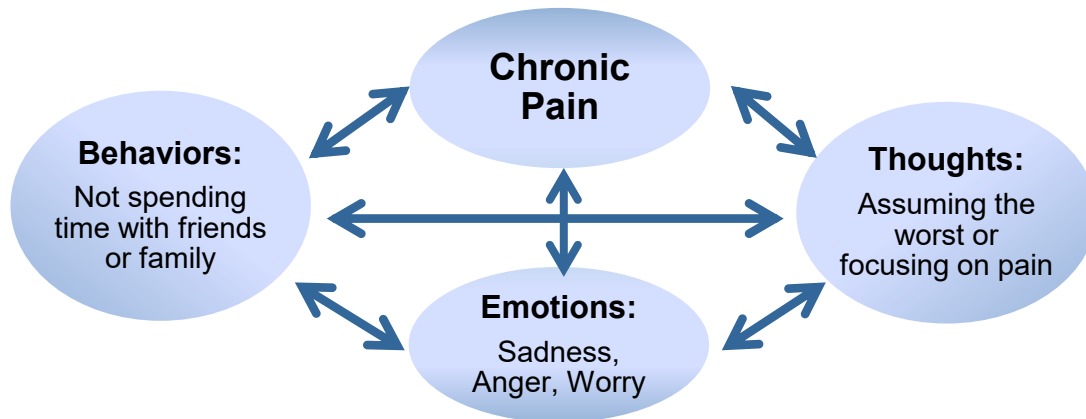 Chronic
Pain
Behaviors:
Not spending
time with friends
or family
Thoughts:
Assuming the
worst or
focusing on pain
Emotions:
Sadness,
Anger, Worry